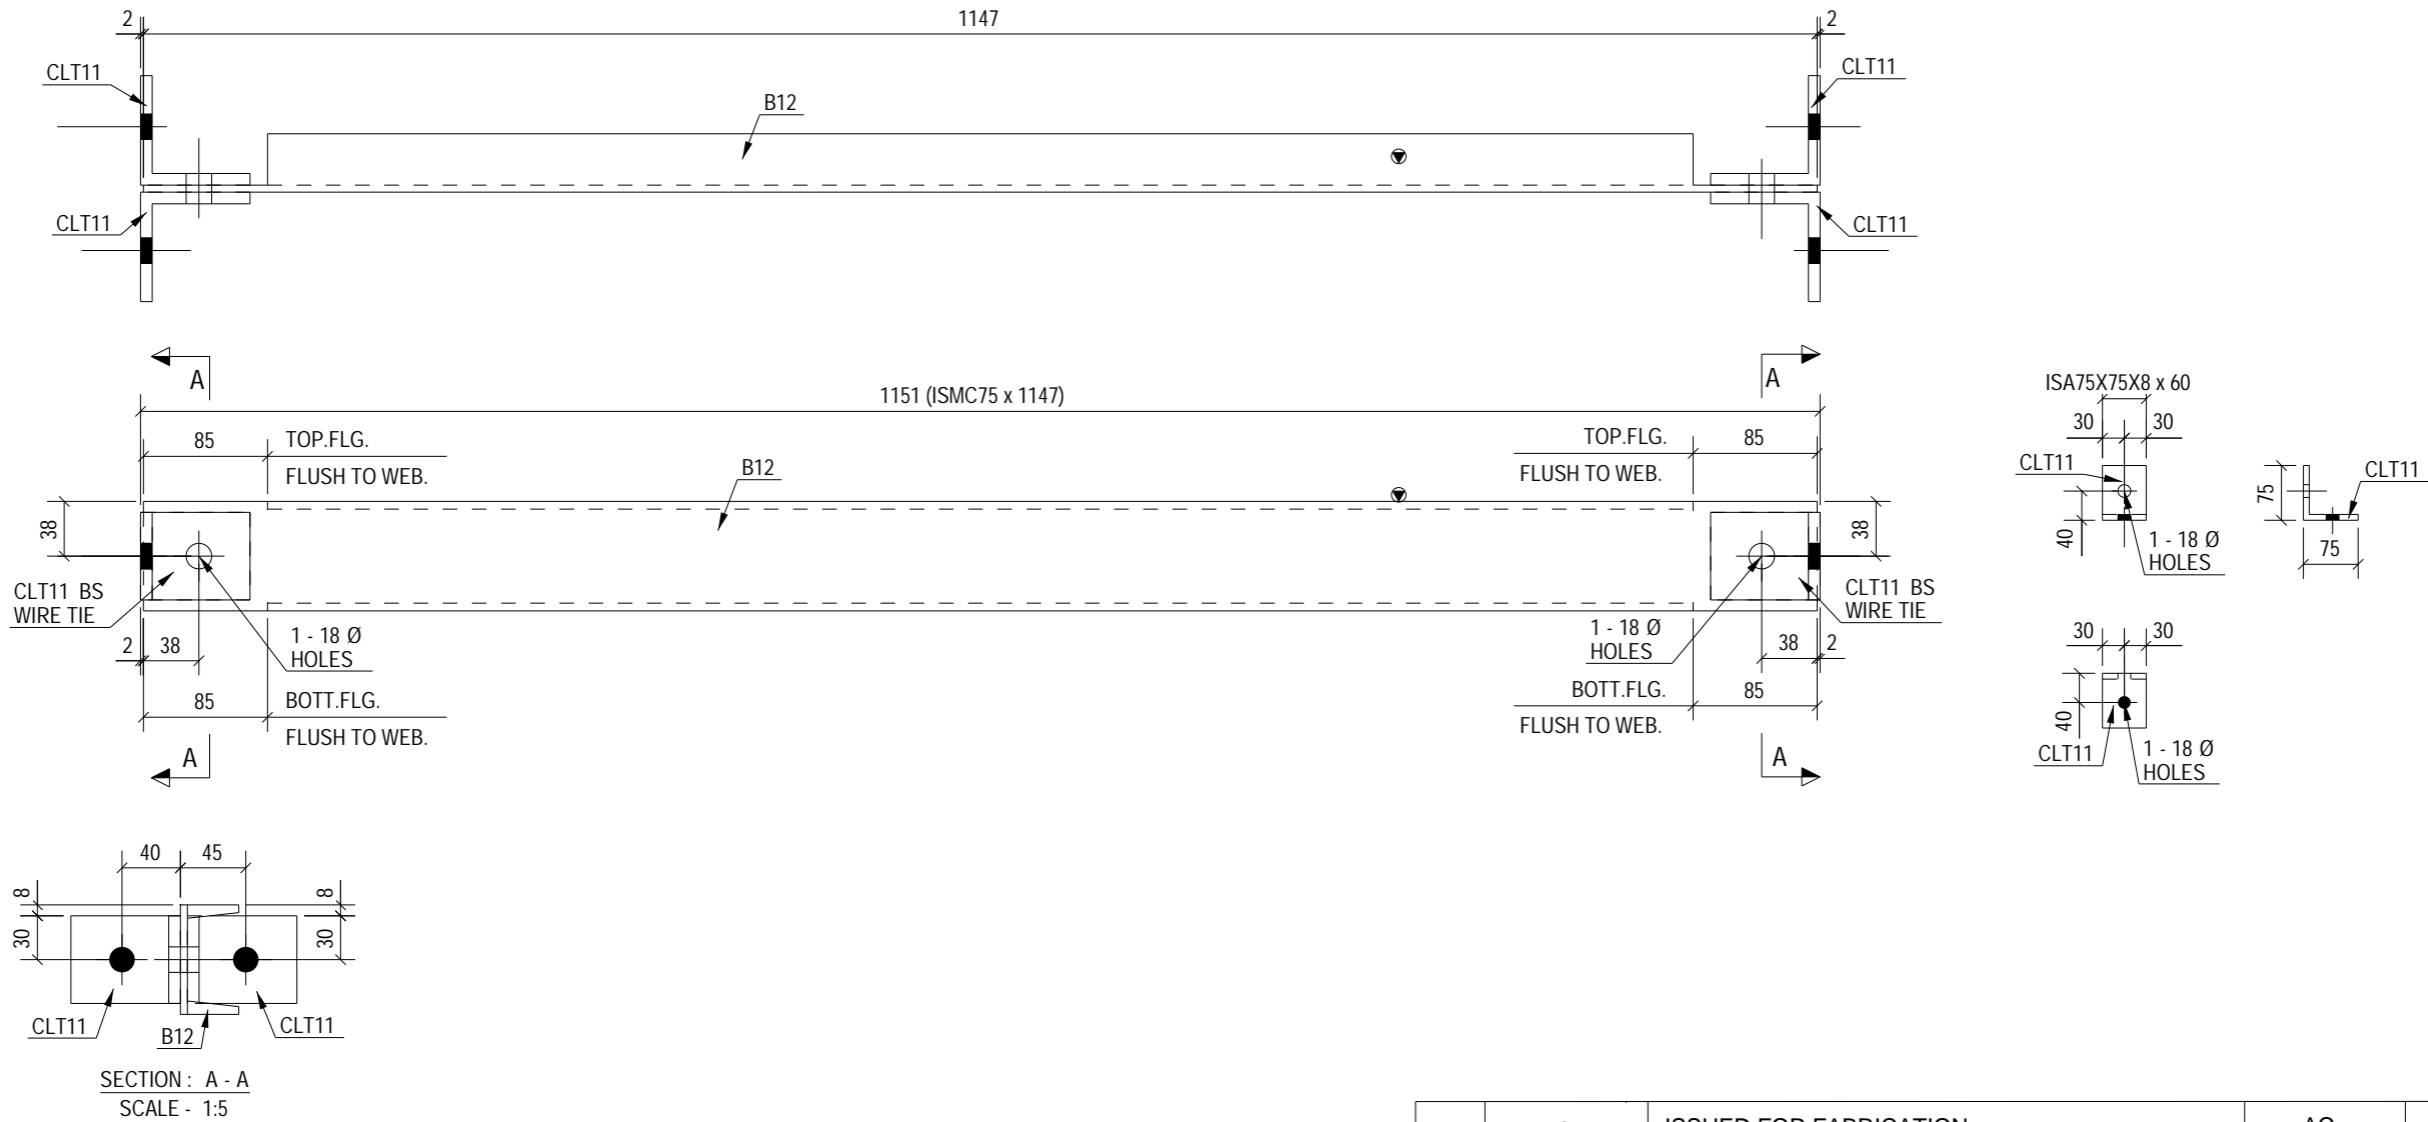 2
1147
2
CLT11
B12
CLT11
CLT11
CLT11
A
A
1151 (ISMC75 x 1147)
85
TOP.FLG.
FLUSH TO WEB.
B12
TOP.FLG.
85
FLUSH TO WEB.
38
38
CLT11 BS
WIRE TIE
CLT11 BS
WIRE TIE
2
38
1 - 18 Ø
HOLES
1 - 18 Ø
HOLES
38
2
85
BOTT.FLG.
FLUSH TO WEB.
BOTT.FLG.
85
FLUSH TO WEB.
A
A
ISA75X75X8 x 60
30
30
CLT11
40
1 - 18 Ø
HOLES
75
CLT11
75
30
30
40
CLT11
1 - 18 Ø
HOLES
40
45
8
30
8
30
CLT11
B12
CLT11
SECTION : A - A
SCALE - 1:5
ISSUED FOR FABRICATION